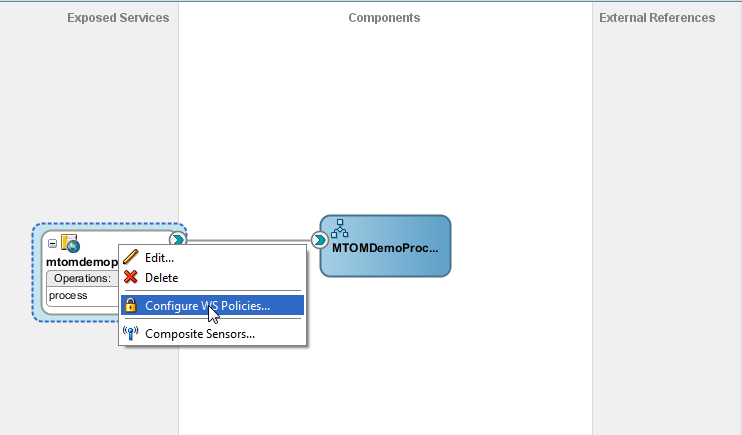 Exposed Services
Components
External References
mtomdemop
Operations:
process
Edit...
Delete
Configure WS Policies...
Composite Sensors...
MTOMDemoProc...